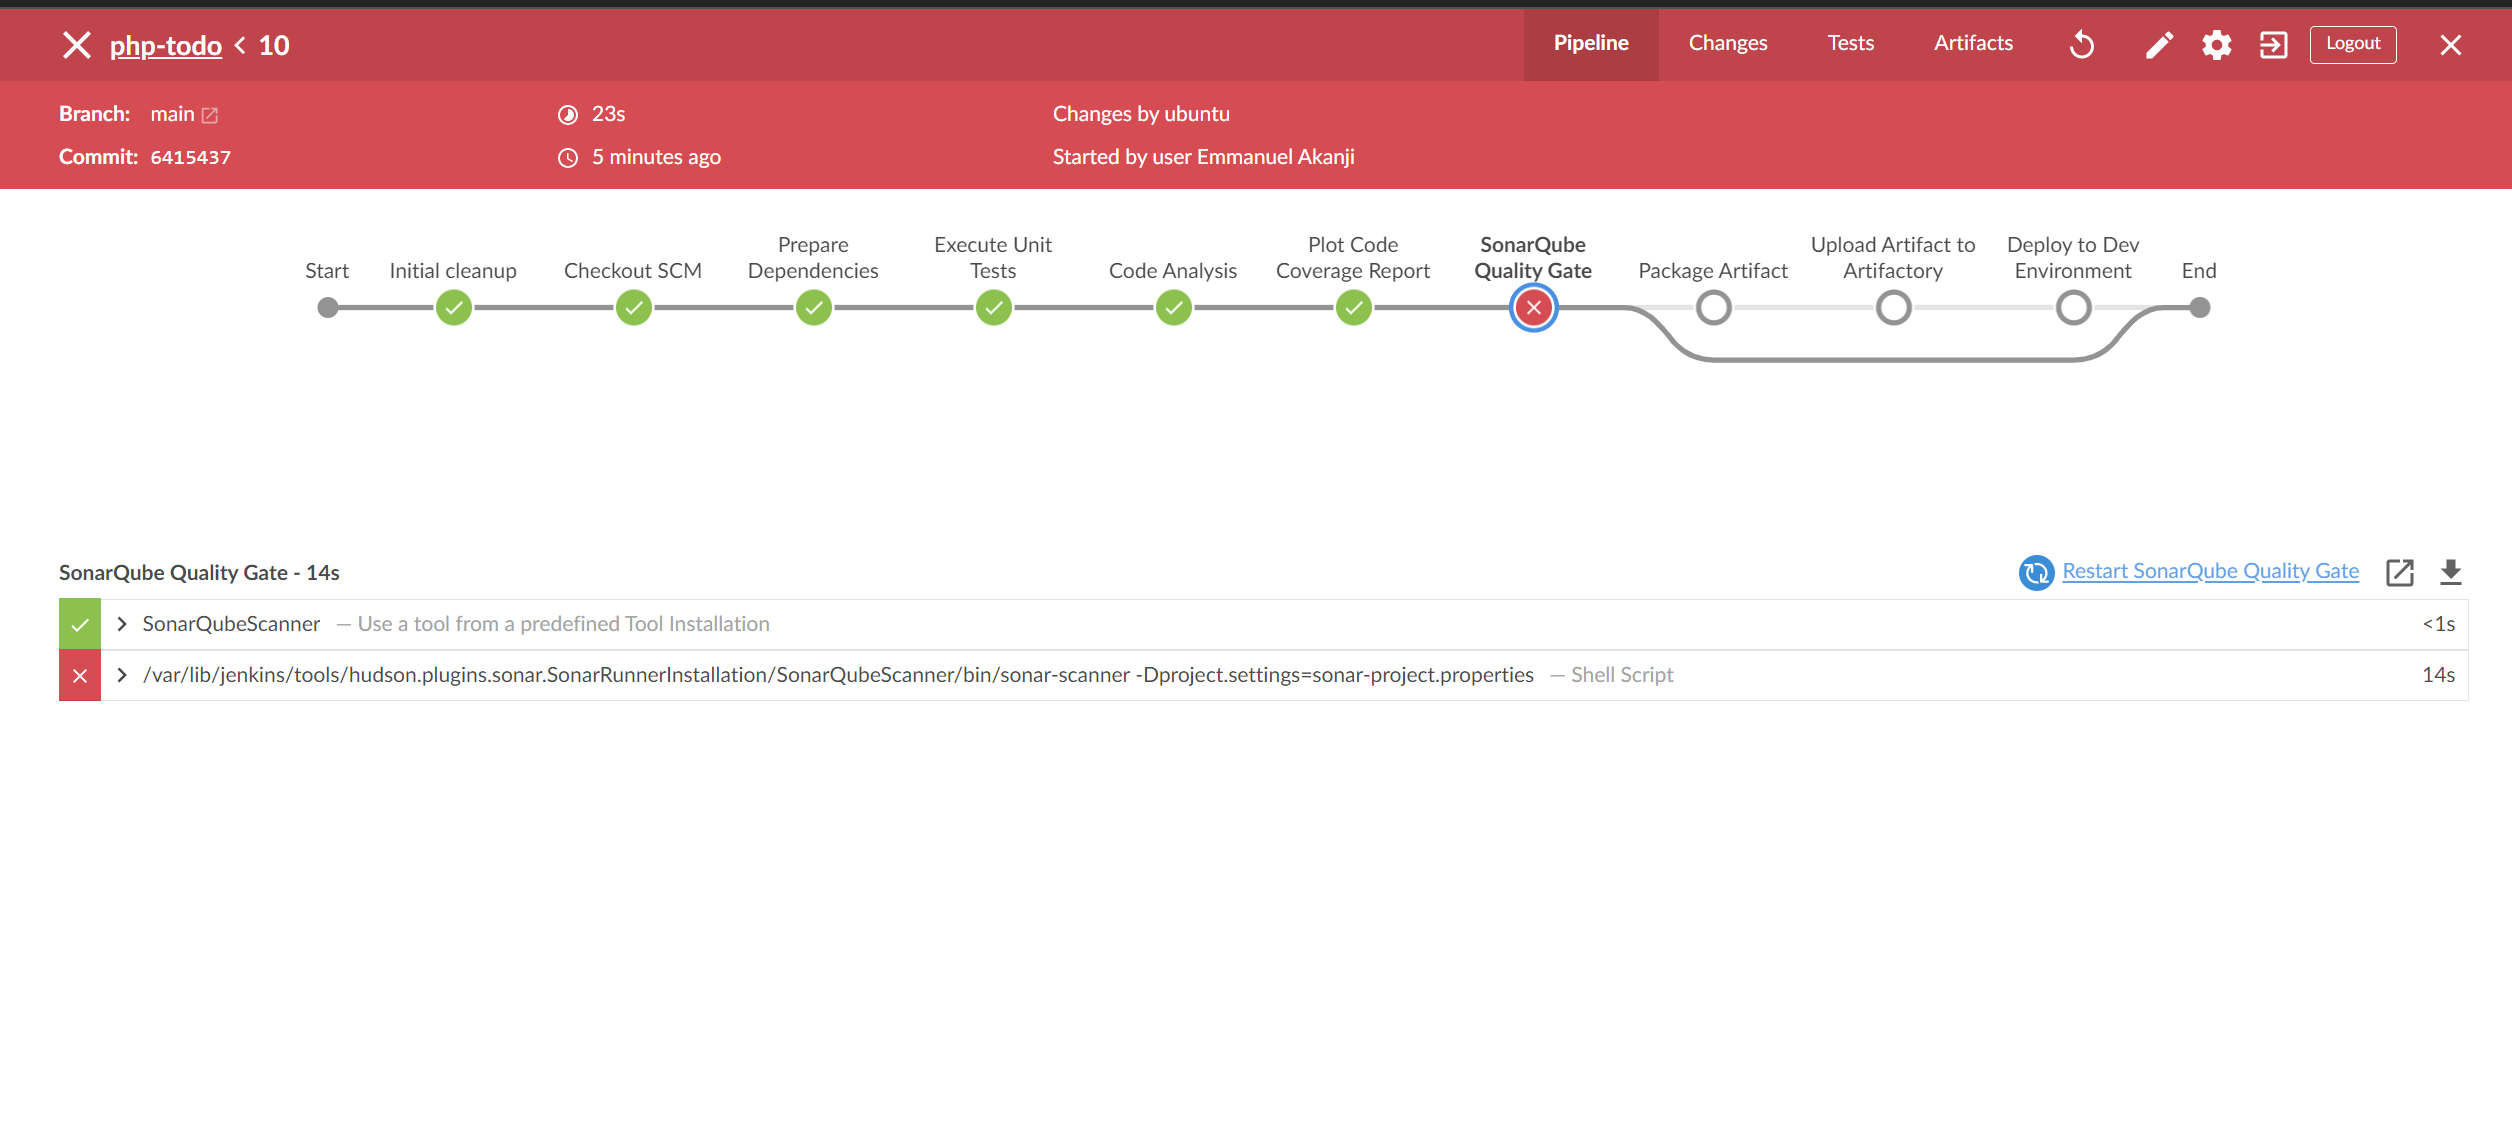 php-todo < 10
Pipeline Changes Tests Artifacts Logout
Branch: main 23s Changes by ubuntu
Commit: 6415437 5 minutes ago Started by user Emmanuel Akanji
Start
Initial cleanup
Checkout SCM
Prepare
Dependencies
Execute Unit
Tests
Code Analysis
Plot Code
Coverage Report
SonarQube
Quality Gate
Package Artifact
Upload Artifact to
Artifactory
Deploy to Dev
Environment
End
SonarQube Quality Gate - 14s
Restart SonarQube Quality Gate
SonarQubeScanner — Use a tool from a predefined Tool Installation <1s
/var/lib/jenkins/tools/hudson.plugins.sonar.SonarRunnerInstallation/SonarQubeScanner/bin/sonar-scanner -Dproject.settings=sonar-project.properties — Shell Script 14s